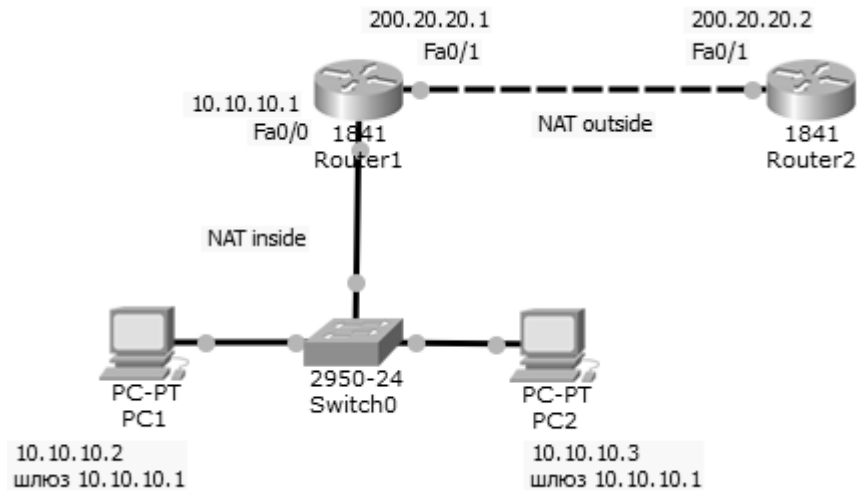 200.20.20.1
Fa0/1
200.20.20.2
Fa0/1
10.10.10.1
Fa0/0
1841
Router1
NAT outside
1841
Router2
NAT inside
2950-24
Switch0
PC-PT
PC1
PC-PT
PC2
10.10.10.2
шлюз 10.10.10.1
10.10.10.3
шлюз 10.10.10.1